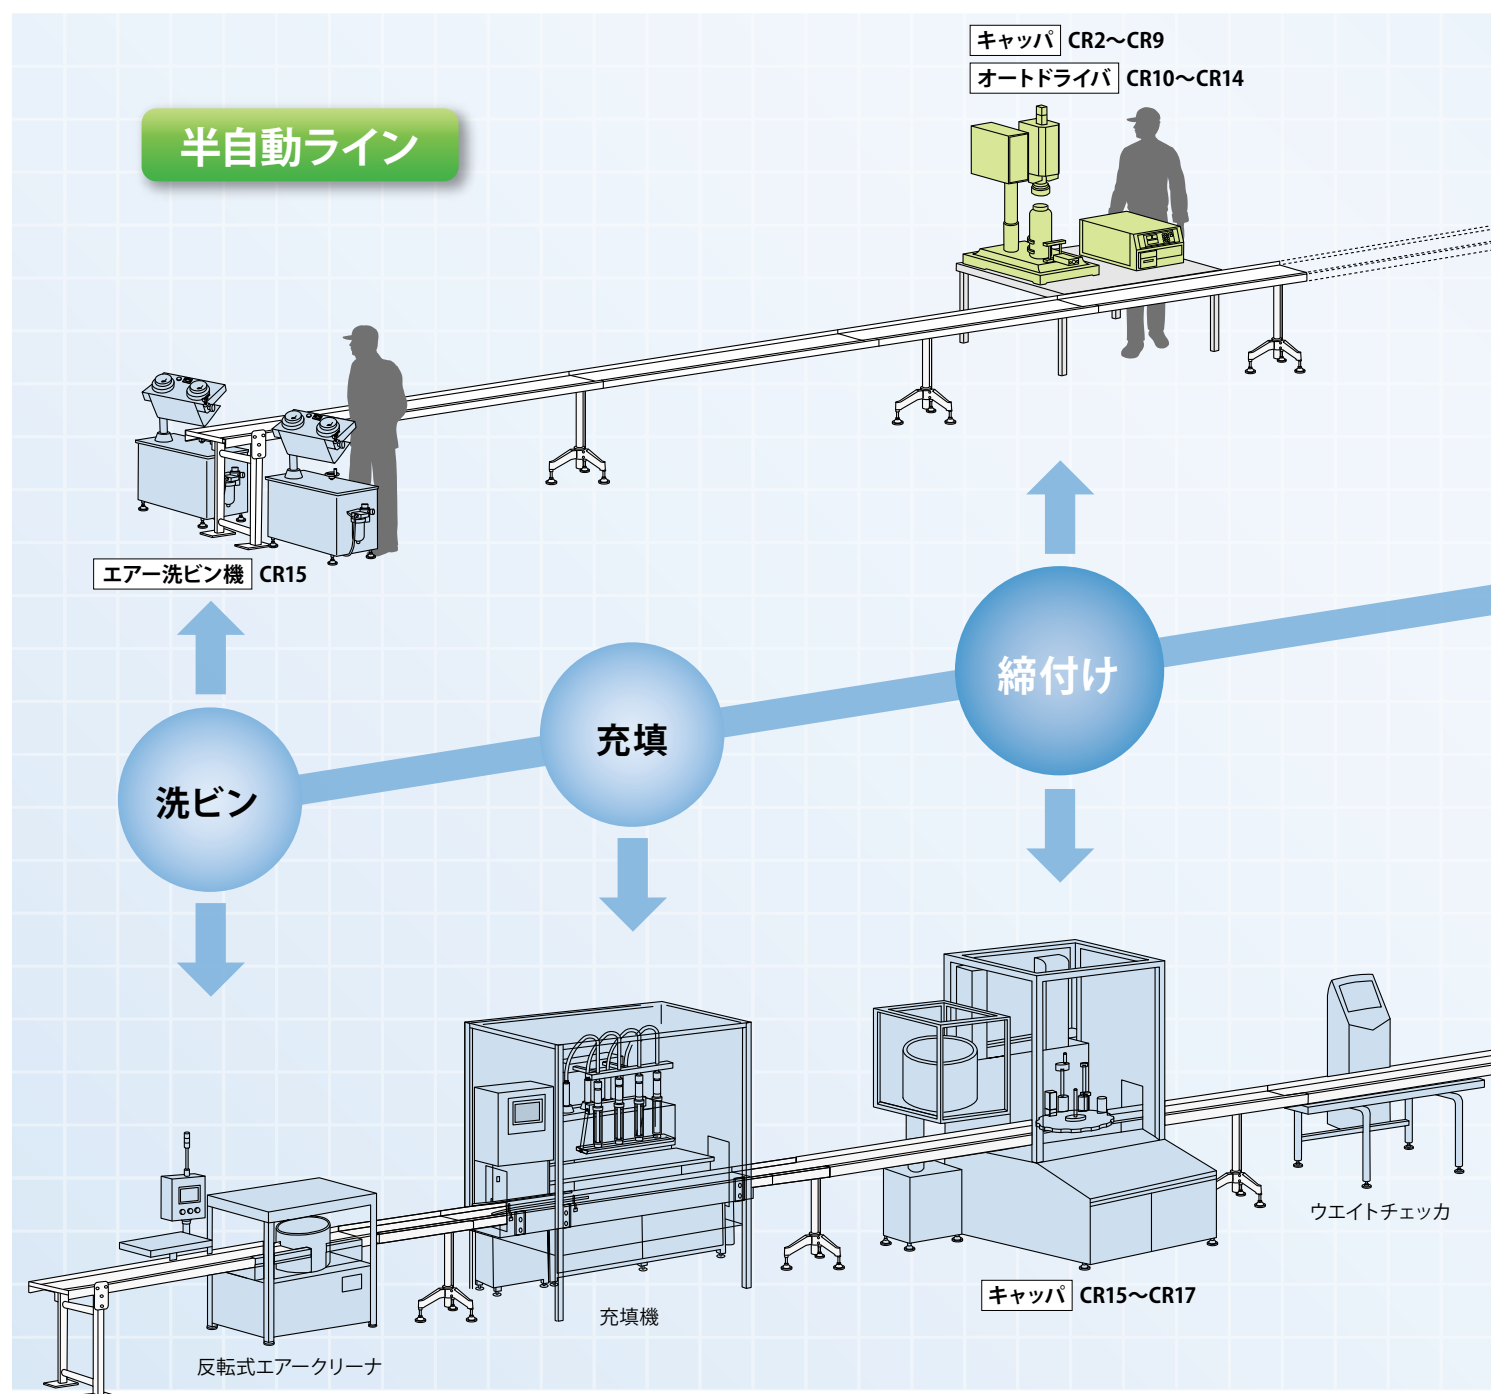 キャッパ CR2～CR9
オートドライバ CR10～CR14
半自動ライン
エアー洗ビン機 CR15
締付け
充填
洗ビン
ウエイトチェッカ
キャッパ CR15～CR17
充填機
反転式エアークリーナ